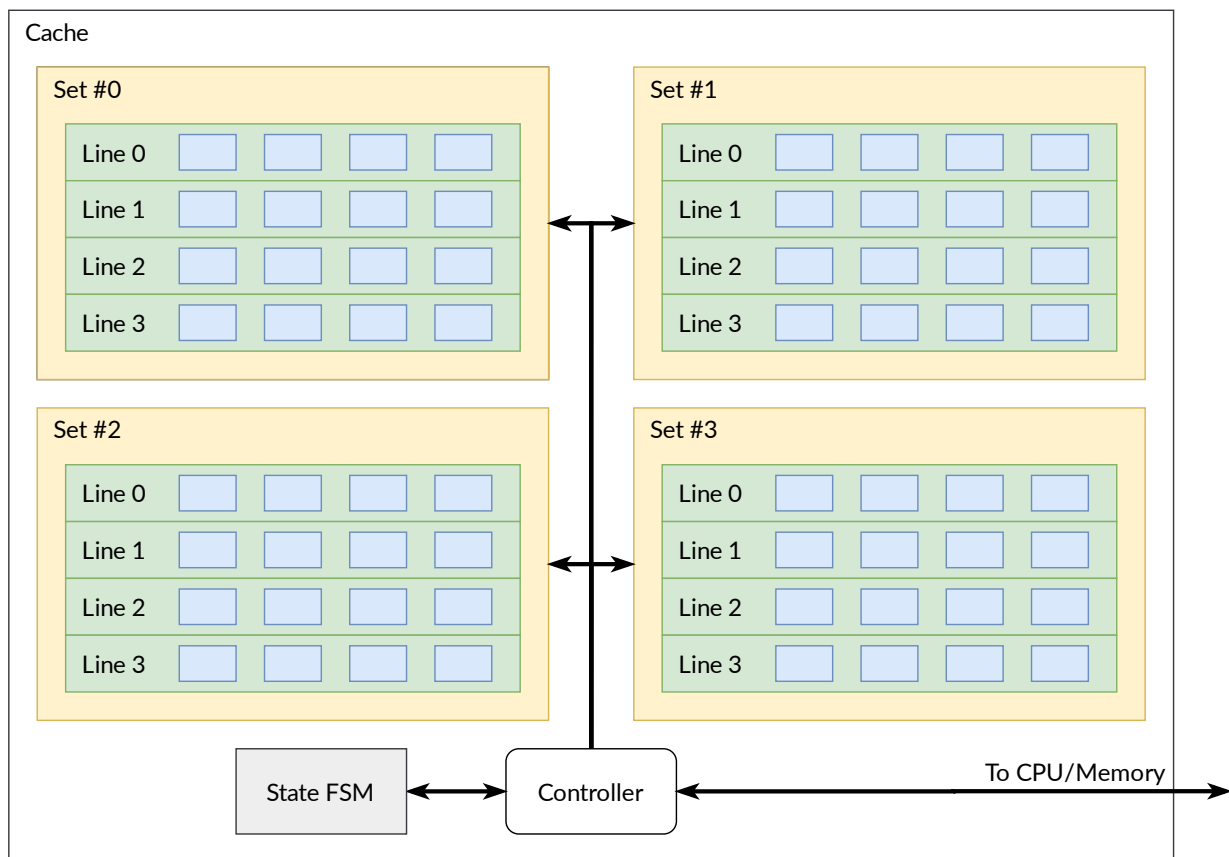 Cache
Set #0
Line 0
Line 1
Line 2
Line 3
Set #1
Line 0
Line 1
Line 2
Line 3
Set #2
Line 0
Line 1
Line 2
Line 3
Set #3
Line 0
Line 1
Line 2
Line 3
State FSM
Controller
To CPU/Memory